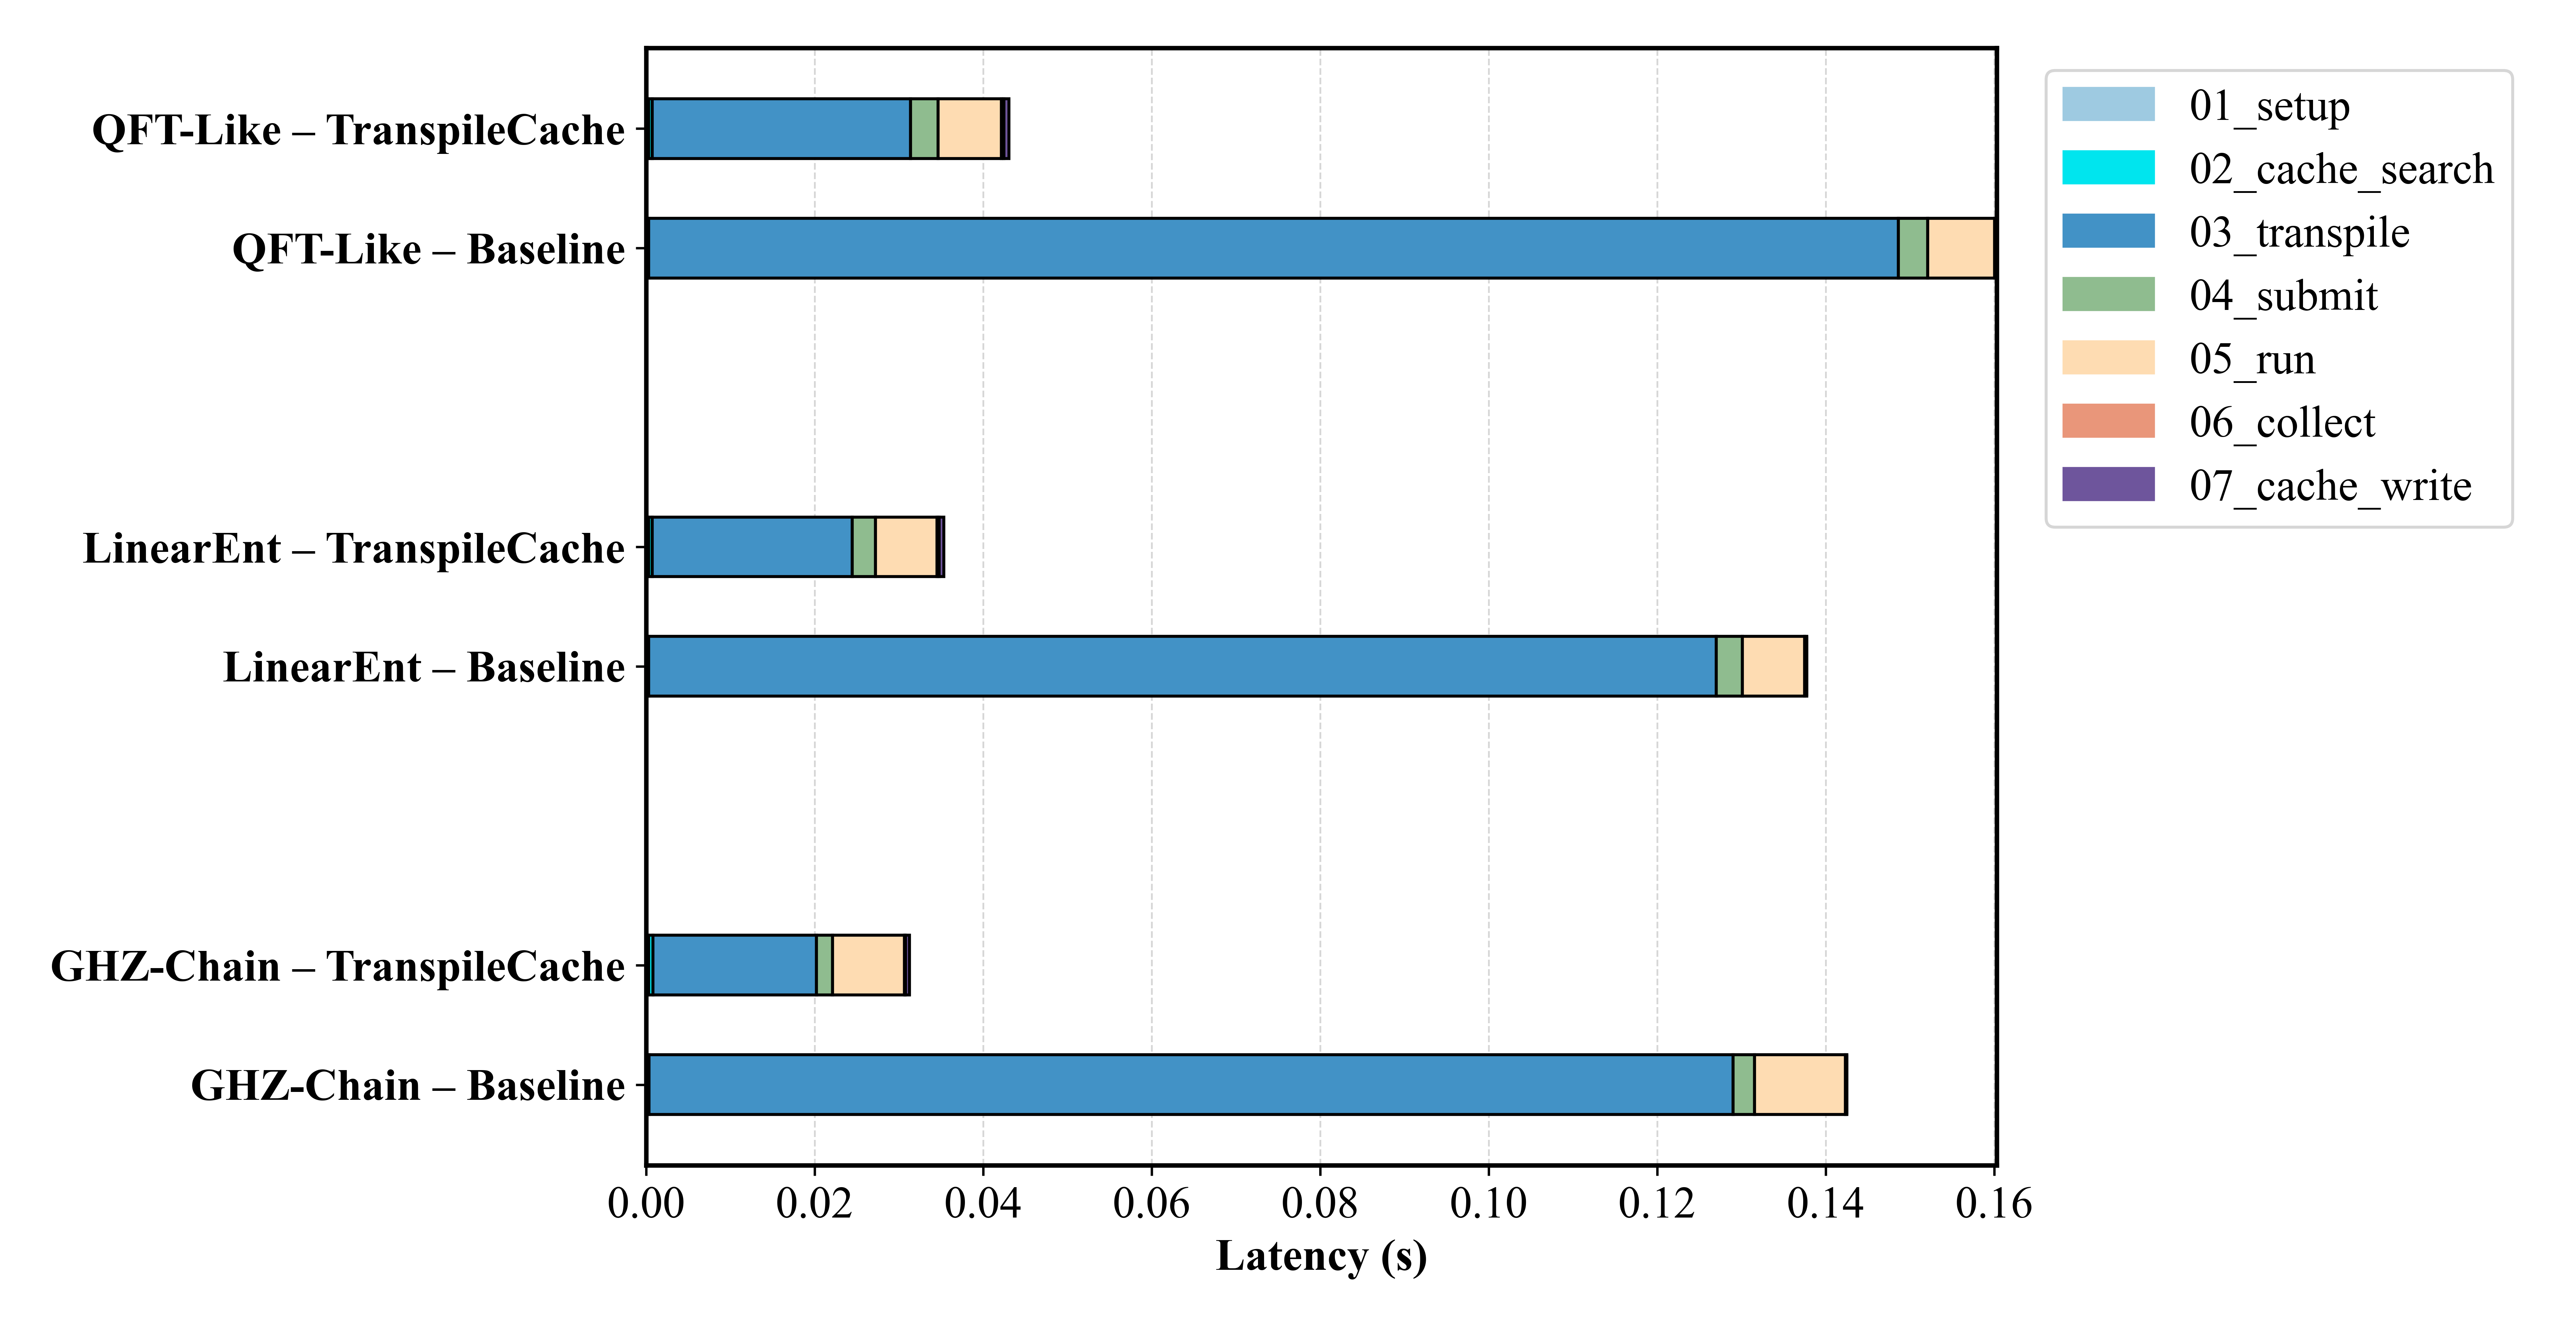 QFT-Like – TranspileCache
QFT-Like – Baseline
LinearEnt – TranspileCache
LinearEnt – Baseline
GHZ-Chain – TranspileCache
GHZ-Chain – Baseline
0.00 0.02 0.04 0.06 0.08 0.10 0.12 0.14 0.16
Latency (s)
01_setup
02_cache_search
03_transpile
04_submit
05_run
06_collect
07_cache_write